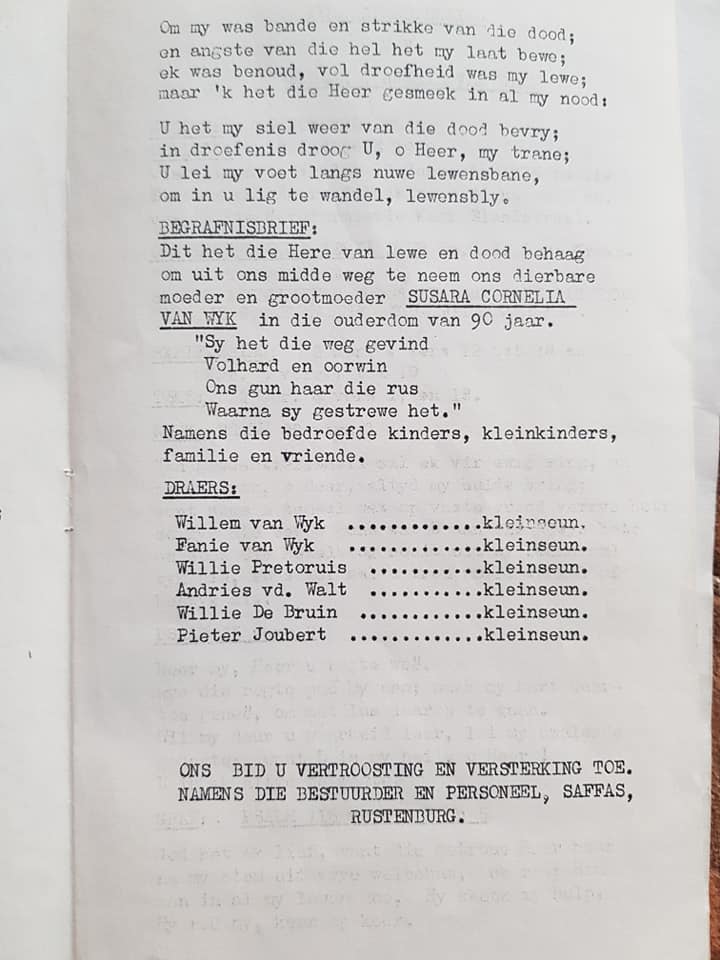 Om my was bande en strikke van die dood;
en angste van die hel het my laat bewe;
ek was benoud, vol droefheid was my lewe;
maar 'k het die Heer gesmeek in al my nood:
U het my siel weer van die dood bevry;
in droefenis droog U, o Heer, my trane;
U lei my voet langs nuwe lewensbane,
om in u lig te wandel, lewensbly.
BEGRAFNISBRIEF:
Dit het die Here van lewe en dood behaag
om uit ons midde weg te neem ons dierbare
moeder en grootmoeder SUSARA CORNELIA
VAN WYK in die ouderdom van 90 jaar.
"Sy het die weg gevind
Volhard en oorwin
Ons gun haar die rus
Waarna sy gestrewe het."
Namens die bedroefde kinders, kleinkinders,
familie en vriende.
DRAERS:
Willem van Wyk .............kleinseun.
Fanie van Wyk .............kleinseun.
Willie Pretoruis ...........kleinseun.
Andries vd. Walt ...........kleinseun.
Willie De Bruin ............kleinseun.
Pieter Joubert .............kleinseun.
ONS BID U VERTROOSTING EN VERSTERKING TOE.
NAMENS DIE BESTUURDER EN PERSONEEL, SAFFAS,
RUSTENBURG.